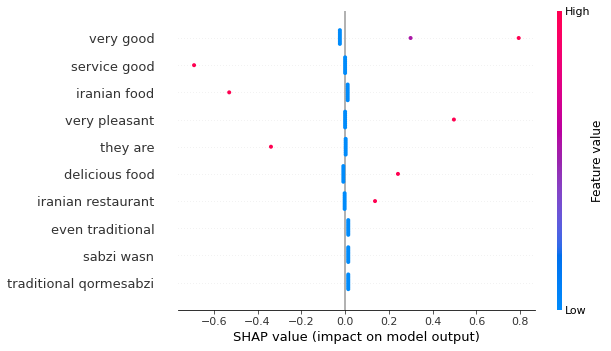 High
very good
service good
iranian food
very pleasant
they are
delicious food
iranian restaurant
even traditional
sabzi wasn
traditional qormesabzi
Feature value
Low
−0.6 −0.4 −0.2 0.0 0.2 0.4 0.6 0.8
SHAP value (impact on model output)